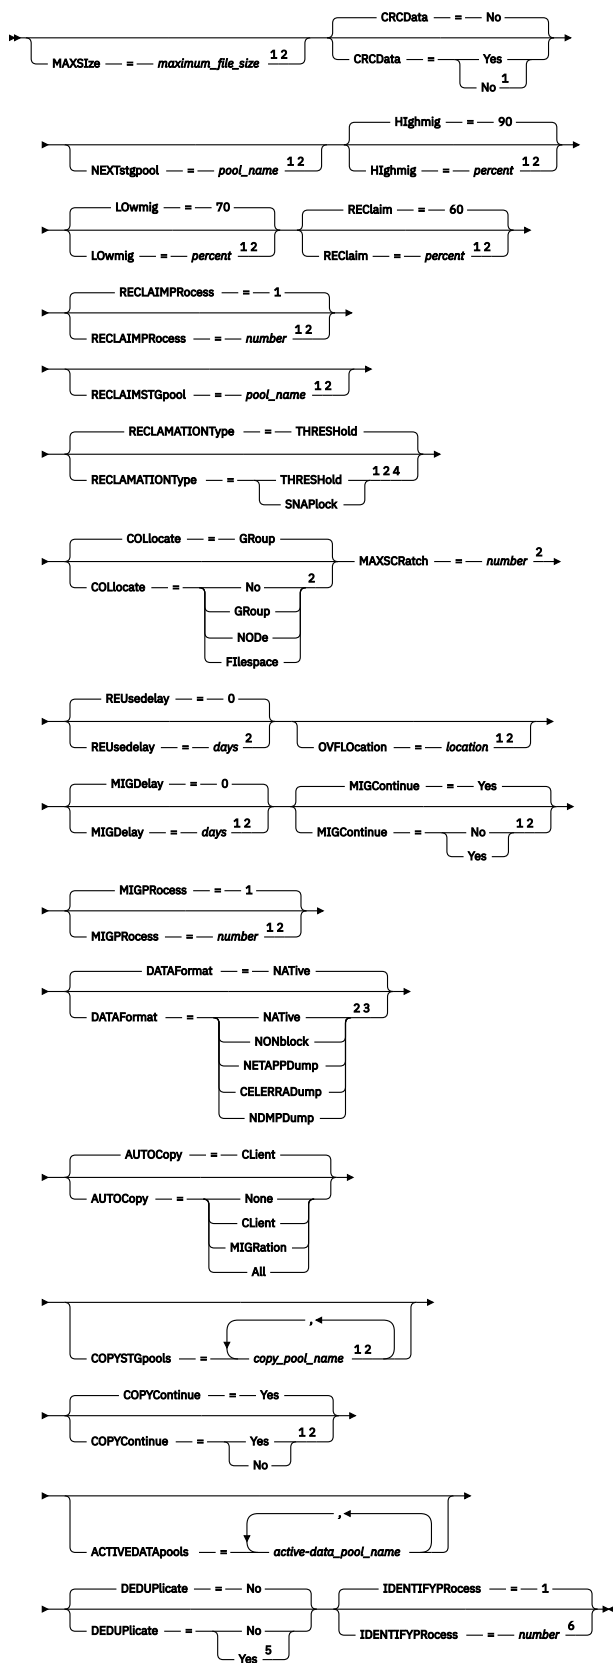 CRCData = No
MAXSIze = maximum_file_size 1 2 CRCData = Yes
No 1
HIghmig = 90
NEXTstgpool = pool_name 1 2 HIghmig = percent 1 2
LOwmig = 70 REClaim = 60
LOwmig = percent 1 2 REClaim = percent 1 2
RECLAIMPRocess = 1
RECLAIMPRocess = number 1 2
RECLAIMSTGpool = pool_name 1 2
RECLAMATIONType = THRESHold
RECLAMATIONType = THRESHold 1 2 4
SNAPlock
COLlocate = GRoup MAXSCRatch = number 2
COLlocate = No 2
GRoup
NODe
FIlespace
REUsedelay = 0
REUsedelay = days 2 OVFLOcation = location 1 2
MIGDelay = 0 MIGContinue = Yes
MIGDelay = days 1 2 MIGContinue = No 1 2
Yes
MIGPRocess = 1
MIGPRocess = number 1 2
DATAFormat = NATive
DATAFormat = NATive 2 3
NONblock
NETAPPDump
CELERRADump
NDMPDump
AUTOCopy = CLient
AUTOCopy = None
CLient
MIGRation
All
,
COPYSTGpools = copy_pool_name 1 2
COPYContinue = Yes
COPYContinue = Yes 1 2
No
,
ACTIVEDATApools = active-data_pool_name
DEDUPlicate = No IDENTIFYPRocess = 1
DEDUPlicate = No IDENTIFYPRocess = number 6
Yes 5